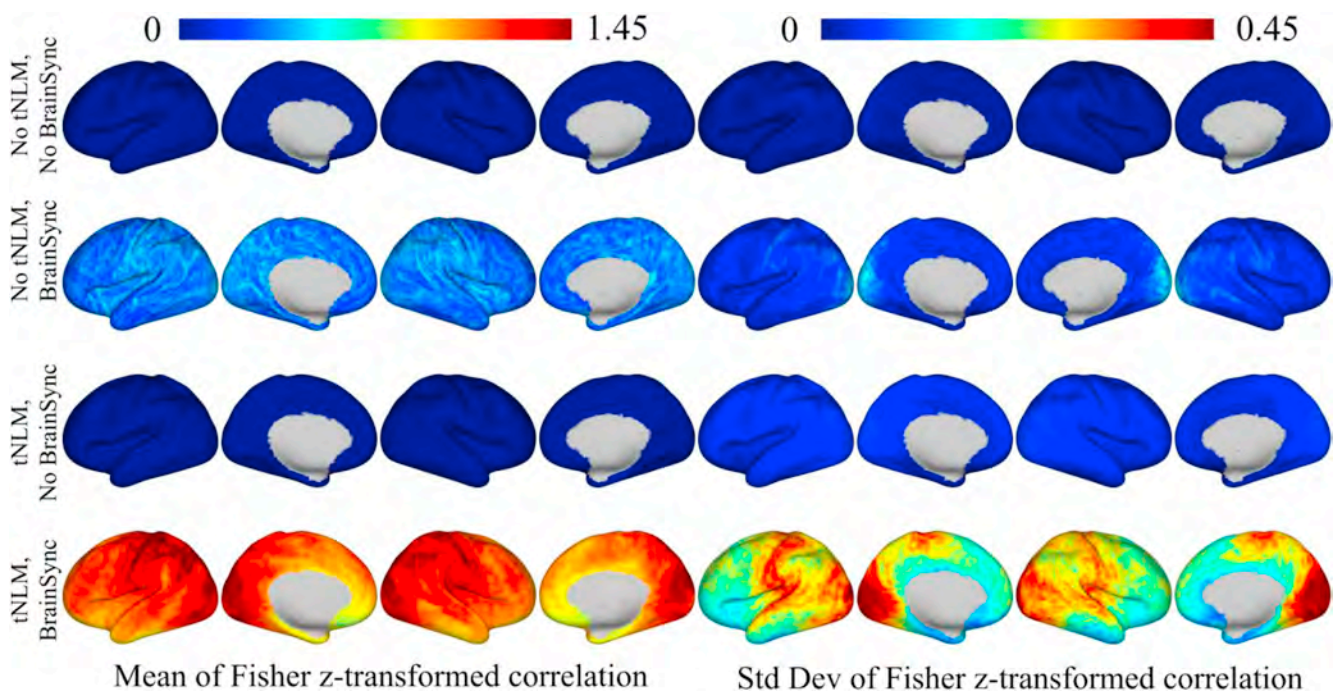 0 1.45 0 0.45
No tNLM,
No BrainSync
No tNLM,
BrainSync
tNLM,
No BrainSync
tNLM,
BrainSync
Mean of Fisher z-transformed correlation
Std Dev of Fisher z-transformed correlation